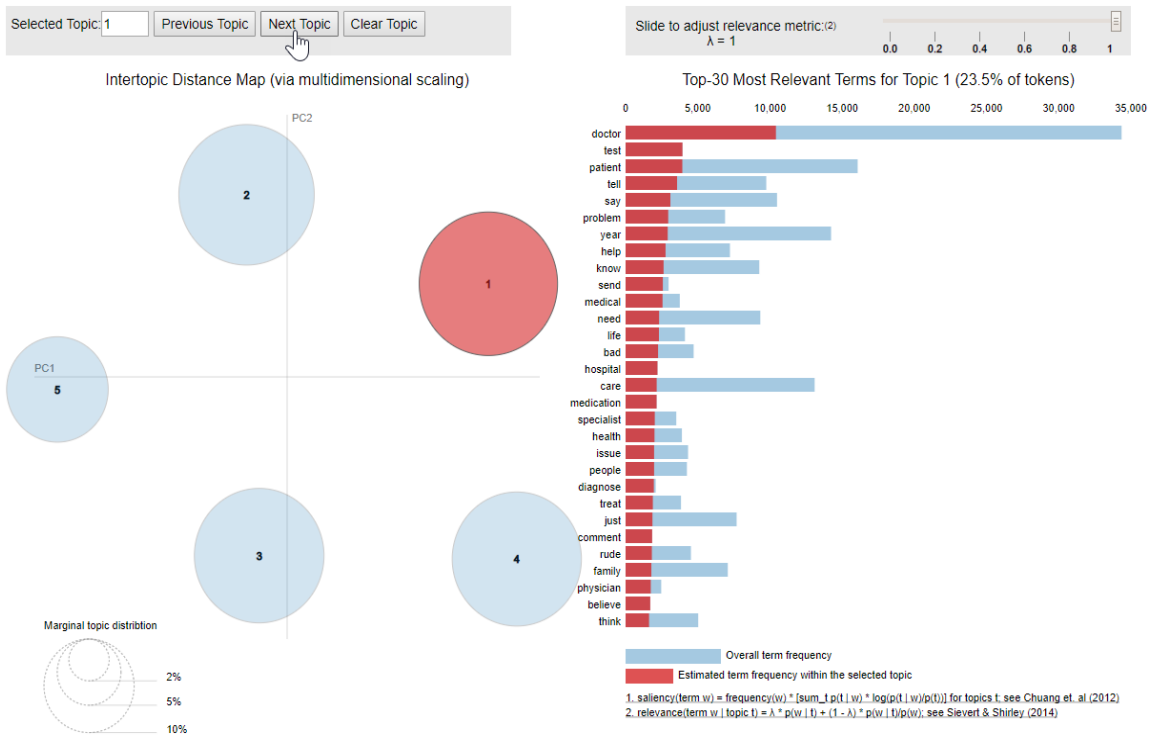 Selected Topic: 1 Previous Topic Next Topic Clear Topic
Slide to adjust relevance metric:(2)
λ = 1
0.0 0.2 0.4 0.6 0.8 1
Intertopic Distance Map (via multidimensional scaling)
PC2
2
1
PC1
5
3
4
Marginal topic distribtion
2%
5%
10%
Top-30 Most Relevant Terms for Topic 1 (23.5% of tokens)
0 5,000 10,000 15,000 20,000 25,000 30,000 35,000
doctor
test
patient
tell
say
problem
year
help
know
send
medical
need
life
bad
hospital
care
medication
specialist
health
issue
people
diagnose
treat
just
comment
rude
family
physician
believe
think
Overall term frequency
Estimated term frequency within the selected topic
1. saliency(term w) = frequency(w) * [sum_t p(t | w) * log(p(t | w)/p(t))] for topics t; see Chuang et. al (2012)
2. relevance(term w | topic t) = λ * p(w | t) + (1 - λ) * p(w | t)/p(w); see Sievert & Shirley (2014)